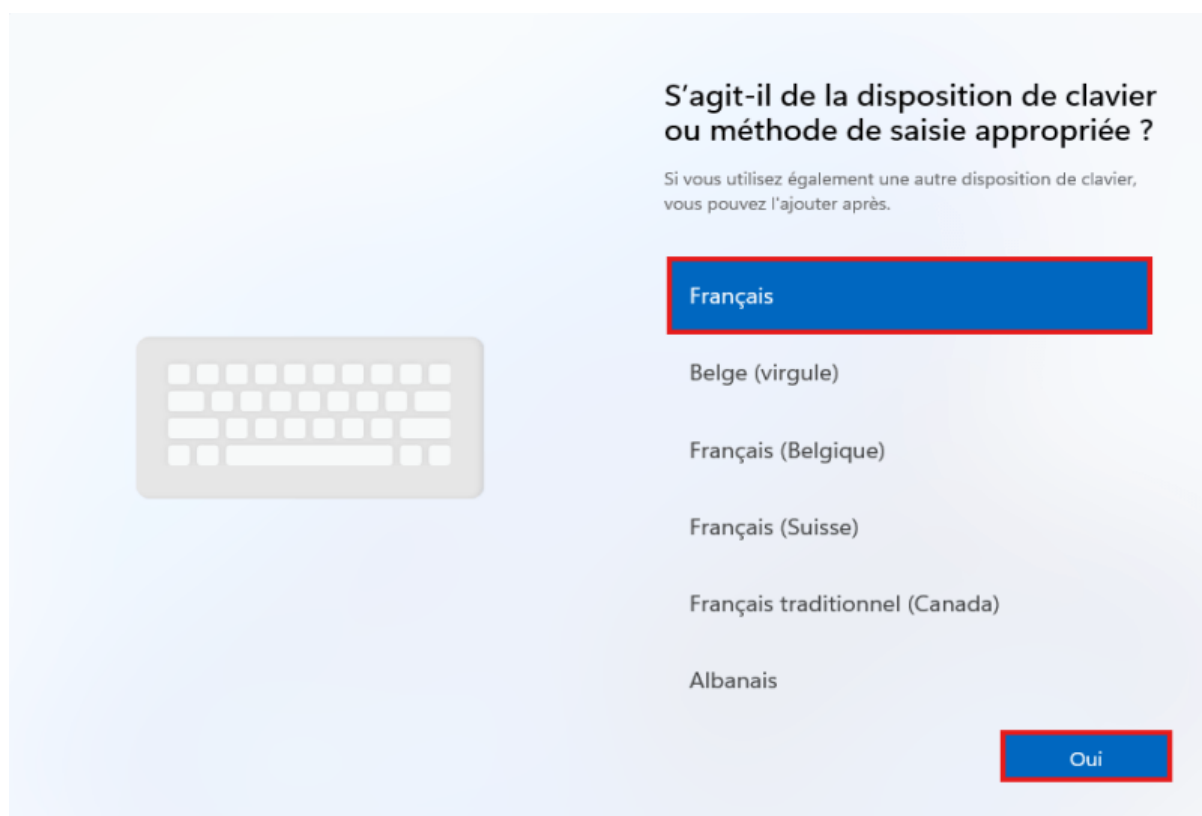 S’agit-il de la disposition de clavier
ou méthode de saisie appropriée ?
Si vous utilisez également une autre disposition de clavier,
vous pouvez l'ajouter après.
Français
Belge (virgule)
Français (Belgique)
Français (Suisse)
Français traditionnel (Canada)
Albanais
Oui